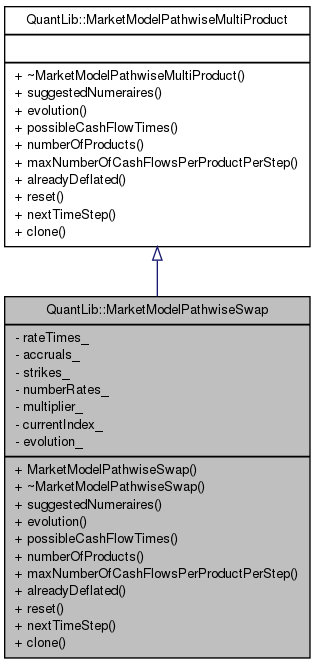 QuantLib::MarketModelPathwiseMultiProduct
+ ~MarketModelPathwiseMultiProduct()
+ suggestedNumeraires()
+ evolution()
+ possibleCashFlowTimes()
+ numberOfProducts()
+ maxNumberOfCashFlowsPerProductPerStep()
+ alreadyDeflated()
+ reset()
+ nextTimeStep()
+ clone()
QuantLib::MarketModelPathwiseSwap
- rateTimes_
- accruals_
- strikes_
- numberRates_
- multiplier_
- currentIndex_
- evolution_
+ MarketModelPathwiseSwap()
+ ~MarketModelPathwiseSwap()
+ suggestedNumeraires()
+ evolution()
+ possibleCashFlowTimes()
+ numberOfProducts()
+ maxNumberOfCashFlowsPerProductPerStep()
+ alreadyDeflated()
+ reset()
+ nextTimeStep()
+ clone()